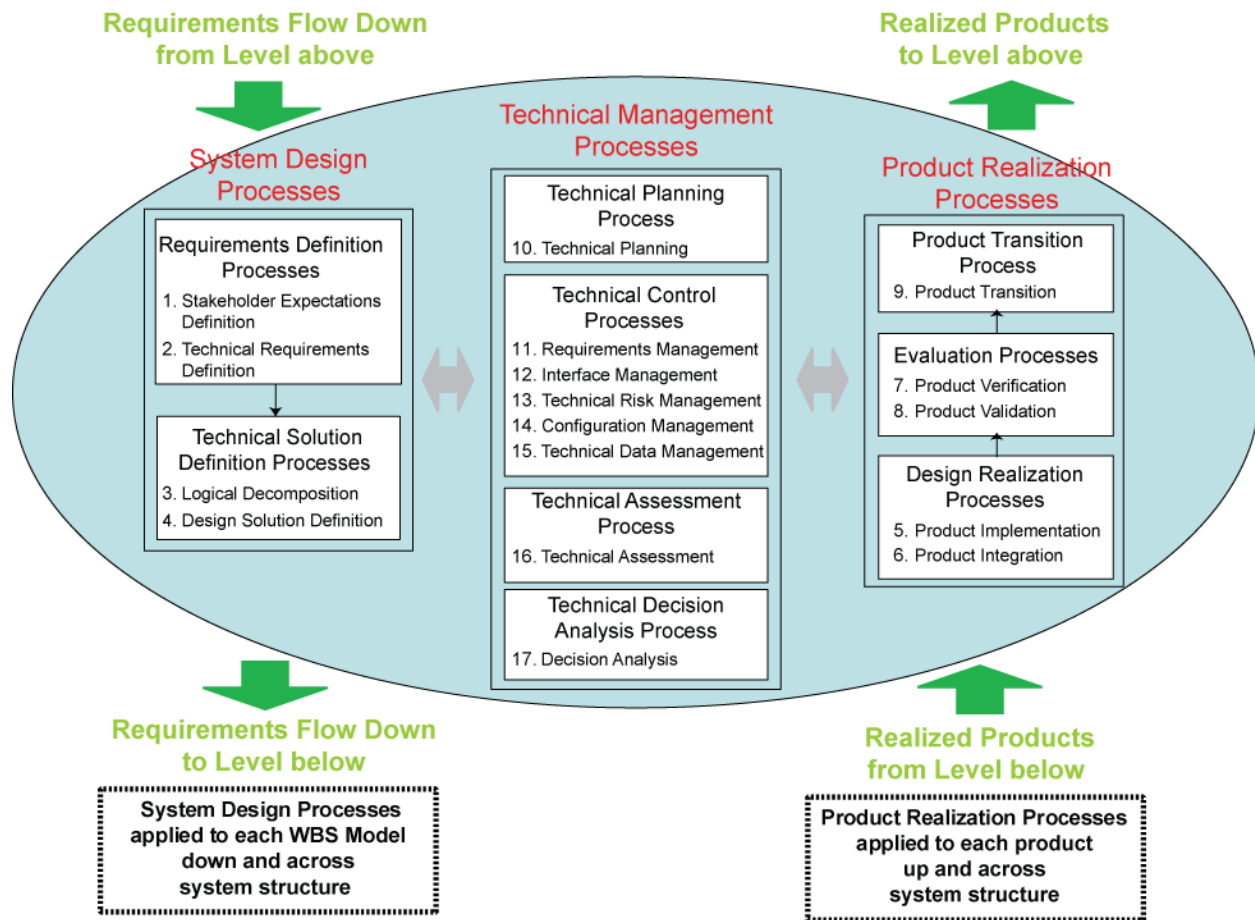 Requirements Flow Down
from Level above
Realized Products
to Level above
System Design
Processes
Requirements Definition
Processes
1. Stakeholder Expectations
Definition
2. Technical Requirements
Definition
Technical Solution
Definition Processes
3. Logical Decomposition
4. Design Solution Definition
Technical Management
Processes
Technical Planning
Process
10. Technical Planning
Technical Control
Processes
11. Requirements Management
12. Interface Management
13. Technical Risk Management
14. Configuration Management
15. Technical Data Management
Technical Assessment
Process
16. Technical Assessment
Technical Decision
Analysis Process
17. Decision Analysis
Product Realization
Processes
Product Transition
Process
9. Product Transition
Evaluation Processes
7. Product Verification
8. Product Validation
Design Realization
Processes
5. Product Implementation
6. Product Integration
Requirements Flow Down
to Level below
Realized Products
from Level below
System Design Processes
applied to each WBS Model
down and across
system structure
Product Realization Processes
applied to each product
up and across
system structure